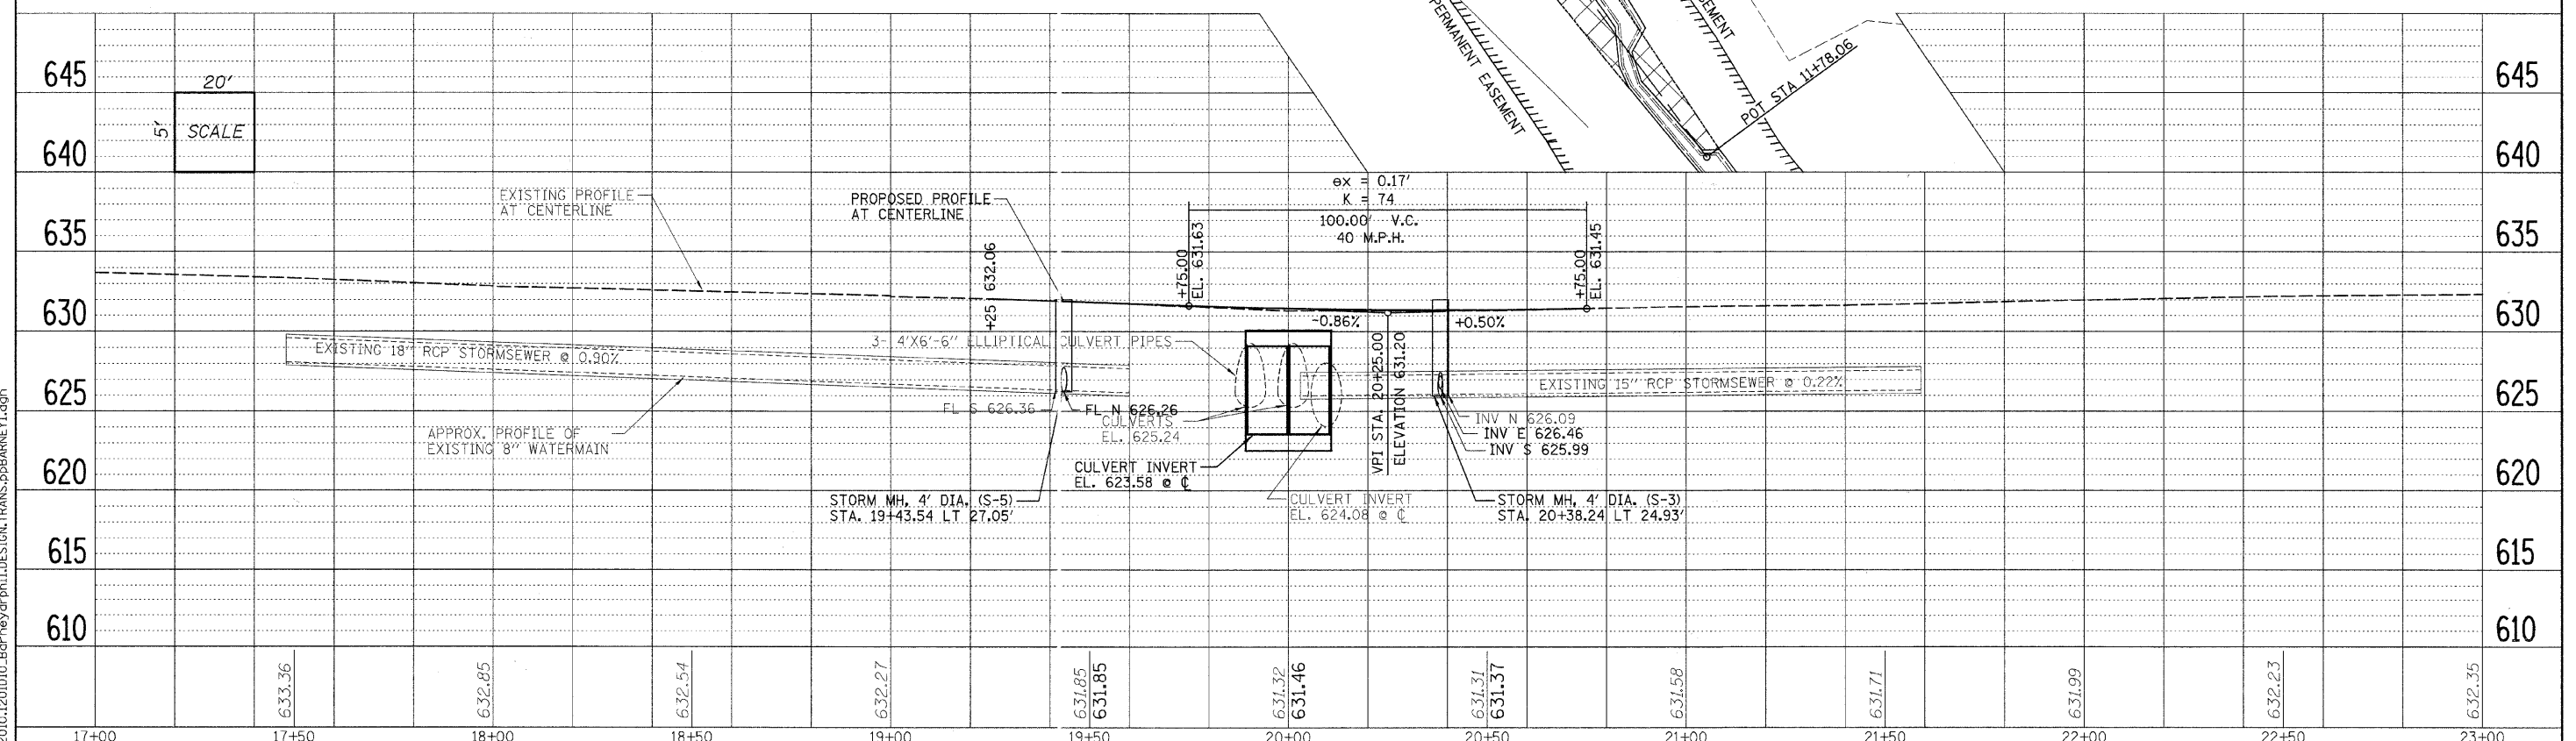 PERMANENT EASEMENT
POT STA 11+78.06
645
645
20'
5'
SCALE
640
640
EXISTING PROFILE
AT CENTERLINE
PROPOSED PROFILE
AT CENTERLINE
ex = 0.17'
K = 74
100.00' V.C.
40 M.P.H.
635
635
+25 632.06
+75.00
EL. 631.63
+75.00
EL. 631.45
630
630
-0.86%
+0.50%
EXISTING 18" RCP STORMSEWER @ 0.90%
3- 4'X6'-6" ELLIPTICAL CULVERT PIPES
VPI STA. 20+25.00
ELEVATION 631.20
EXISTING 15" RCP STORMSEWER @ 0.22%
625
625
FL S 626.36
FL N 626.26
CULVERTS
EL. 625.24
INV N 626.09
INV E 626.46
INV S 625.99
APPROX. PROFILE OF
EXISTING 8" WATERMAIN
620
620
CULVERT INVERT
EL. 623.58 @ ℄
STORM MH, 4' DIA. (S-5)
STA. 19+43.54 LT 27.05'
CULVERT INVERT
EL. 624.08 @ ℄
STORM MH, 4' DIA. (S-3)
STA. 20+38.24 LT 24.93'
615
615
610
610
633.36
632.85
632.54
632.27
631.85
631.85
631.32
631.46
631.31
631.37
631.58
631.71
631.99
632.23
632.35
17+00
17+50
18+00
18+50
19+00
19+50
20+00
20+50
21+00
21+50
22+00
22+50
23+00